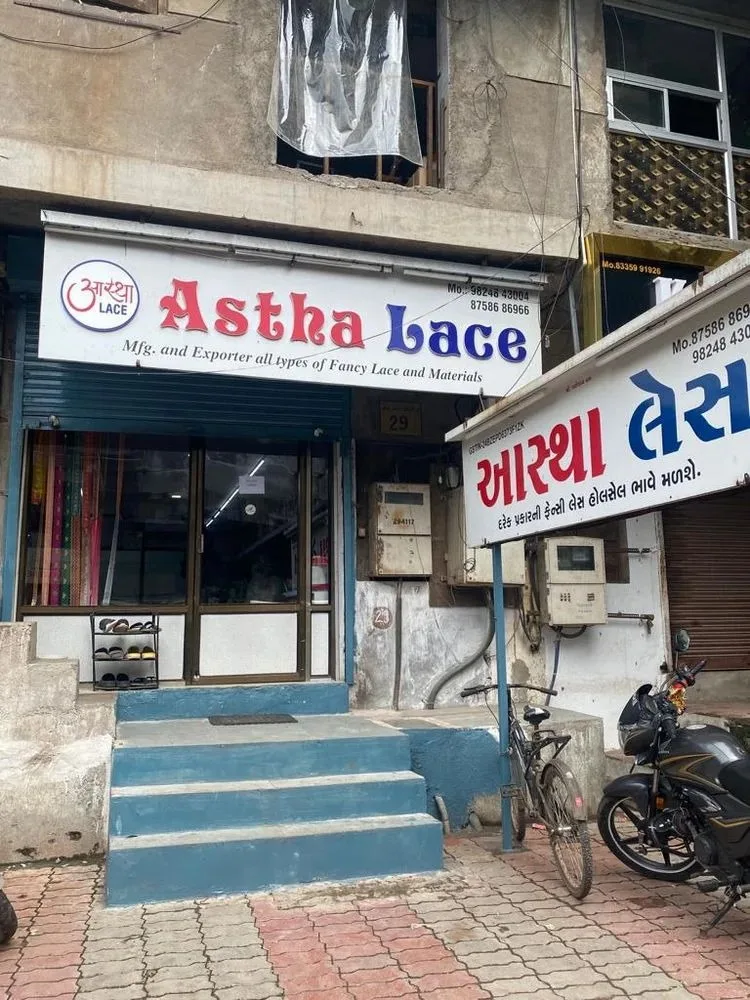 आस्था
LACE
Astha Lace
Mo.: 98248 43004
87586 86966
Mfg. and Exporter all types of Fancy Lace and Materials
Mo.83359 91926
29
294117
Mo.87586 869
98248 430
આસ્થા લેસ
દરેક પ્રકારની ફેન્સી લેસ હોલસેલ ભાવે મળશે.